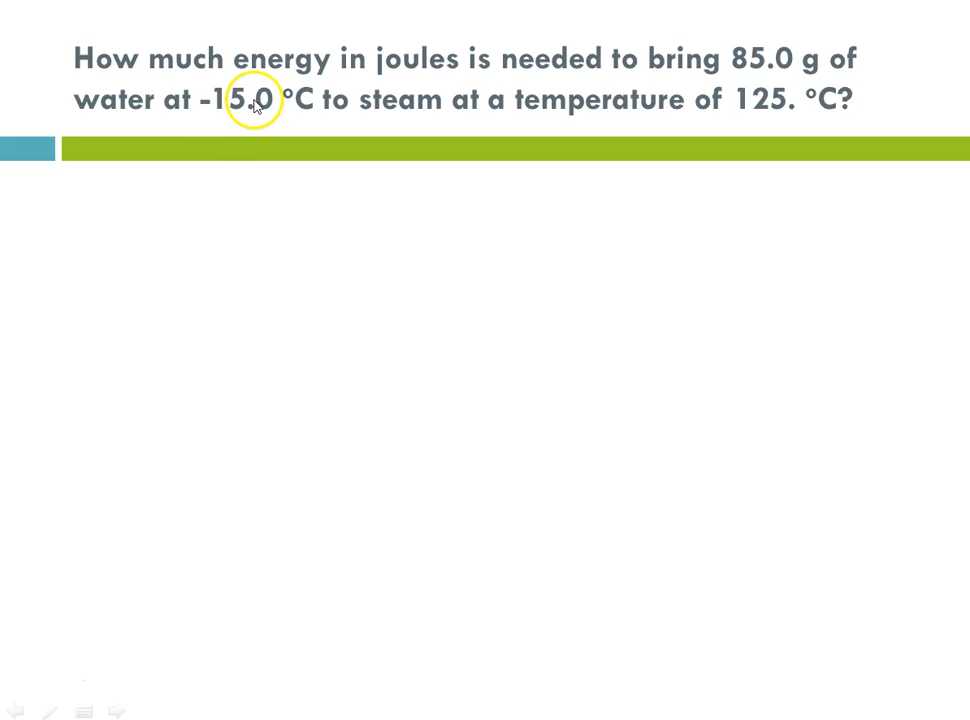 How much energy in joules is needed to bring 85.0 g of
water at -15.0 °C to steam at a temperature of 125. °C?